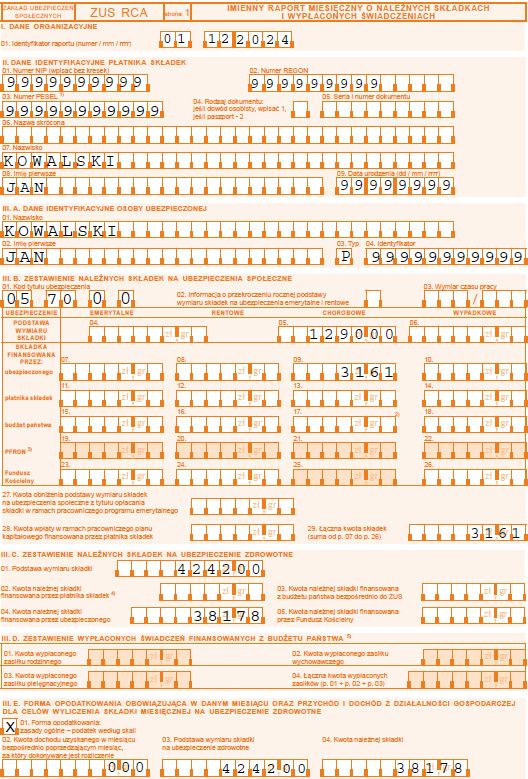 ZAKŁAD UBEZPIECZEŃ SPOŁECZNYCH
ZUS RCA
strona: 1
IMIENNY RAPORT MIESIĘCZNY O NALEŻNYCH SKŁADKACH
I WYPŁACONYCH ŚWIADCZENIACH
I. DANE ORGANIZACYJNE
01. Identyfikator raportu (numer / mm / rrrr)
01 122024
II. DANE IDENTYFIKACYJNE PŁATNIKA SKŁADEK
01. Numer NIP (wpisać bez kresek) 02. Numer REGON
9999999999 999999999
03. Numer PESEL 1) 04. Rodzaj dokumentu: 05. Seria i numer dokumentu
jeśli dowód osobisty, wpisać 1,
jeśli paszport - 2
99999999999
06. Nazwa skrócona
07. Nazwisko
KOWALSKI
08. Imię pierwsze 09. Data urodzenia (dd / mm / rrrr)
JAN 99999999
III. A. DANE IDENTYFIKACYJNE OSOBY UBEZPIECZONEJ
01. Nazwisko
KOWALSKI
02. Imię pierwsze 03. Typ 04. Identyfikator
JAN P 99999999999
III. B. ZESTAWIENIE NALEŻNYCH SKŁADEK NA UBEZPIECZENIA SPOŁECZNE
01. Kod tytułu ubezpieczenia 03. Wymiar czasu pracy
05 70 0 0 02. Informacja o przekroczeniu rocznej podstawy
wymiaru składek na ubezpieczenia emerytalne i rentowe /
UBEZPIECZENIE EMERYTALNE RENTOWE CHOROBOWE WYPADKOWE
PODSTAWA WYMIARU SKŁADKI 04. zł gr 05. 129000 06. zł gr
SKŁADKA FINANSOWANA PRZEZ:
ubezpieczonego 07. zł gr 08. zł gr 09. 3161 10. zł gr
płatnika składek 11. zł gr 12. zł gr 13. zł gr 14. zł gr
budżet państwa 15. zł gr 16. zł gr 17. zł gr 2) 18. zł gr
PFRON 3) 19. zł gr 20. zł gr 21. zł gr 22. zł gr
Fundusz Kościelny 23. zł gr 24. zł gr 25. zł gr 26. zł gr
27. Kwota obniżenia podstawy wymiaru składek
na ubezpieczenia społeczne z tytułu opłacania
składki w ramach pracowniczego programu emerytalnego zł gr
28. Kwota wpłaty w ramach pracowniczego planu
kapitałowego finansowana przez płatnika składek zł gr
29. Łączna kwota składek
(suma od p. 07 do p. 26) 3161
III. C. ZESTAWIENIE NALEŻNYCH SKŁADEK NA UBEZPIECZENIE ZDROWOTNE
01. Podstawa wymiaru składki 424200
02. Kwota należnej składki
finansowana przez płatnika składek 4) zł gr
03. Kwota należnej składki finansowana
z budżetu państwa bezpośrednio do ZUS zł gr
04. Kwota należnej składki
finansowana przez ubezpieczonego 38178
05. Kwota należnej składki finansowana
przez Fundusz Kościelny zł gr
III. D. ZESTAWIENIE WYPŁACONYCH ŚWIADCZEŃ FINANSOWANYCH Z BUDŻETU PAŃSTWA 5)
01. Kwota wypłaconego
zasiłku rodzinnego zł gr
02. Kwota wypłaconego zasiłku
wychowawczego zł gr
03. Kwota wypłaconego
zasiłku pielęgnacyjnego zł gr
04. Łączna kwota wypłaconych
zasiłków (p. 01 + p. 02 + p. 03) zł gr
III. E. FORMA OPODATKOWANIA OBOWIĄZUJĄCA W DANYM MIESIĄCU ORAZ PRZYCHÓD I DOCHÓD Z DZIAŁALNOŚCI GOSPODARCZEJ
DLA CELÓW WYLICZENIA SKŁADKI MIESIĘCZNEJ NA UBEZPIECZENIE ZDROWOTNE
X 01. Forma opodatkowania:
zasady ogólne – podatek według skali
02. Kwota dochodu uzyskanego w miesiącu
bezpośrednio poprzedzającym miesiąc,
za który dokonywane jest rozliczenie
03. Podstawa wymiaru składki
na ubezpieczenie zdrowotne
04. Kwota należnej składki
000 424200 38178